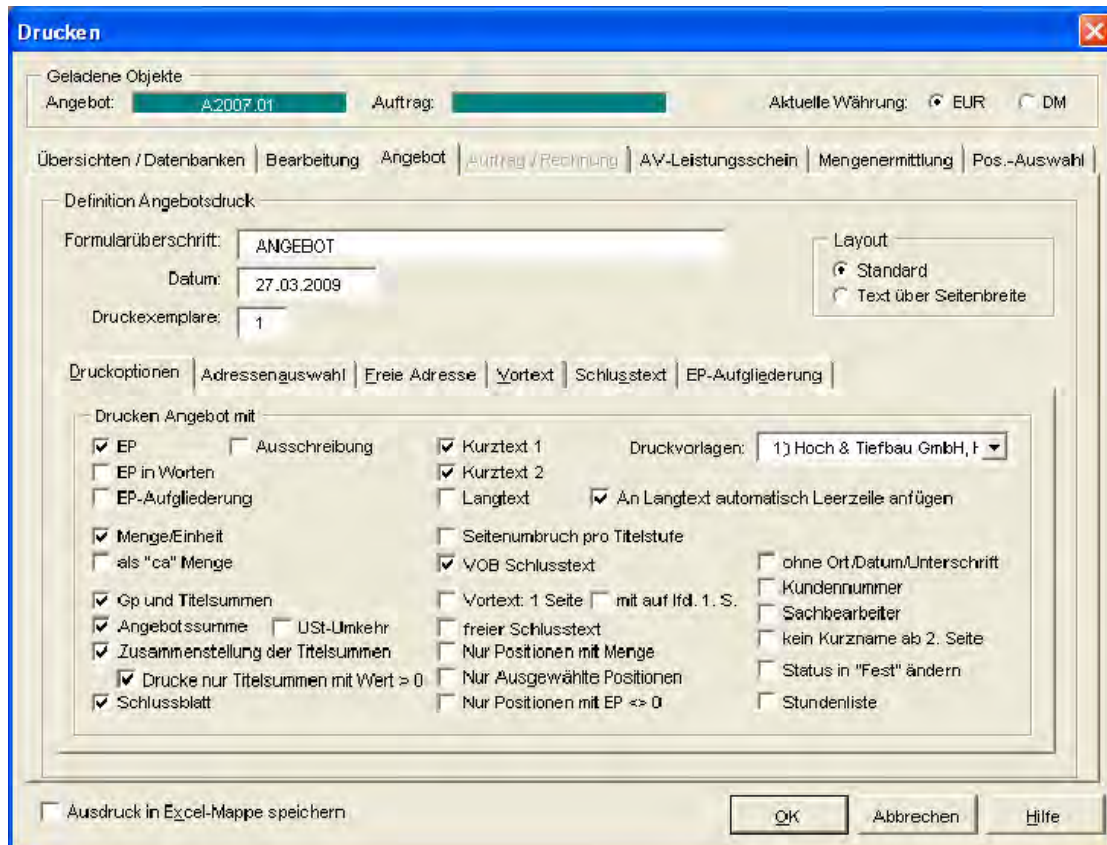 Drucken
Geladene Objekte
Angebot: A2007.01 Auftrag: Aktuelle Währung: EUR DM
Übersichten / Datenbanken Bearbeitung Angebot Auftrag / Rechnung AV-Leistungsschein Mengenermittlung Pos.-Auswahl
Definition Angebotsdruck
Formularüberschrift: ANGEBOT
Layout
Datum: 27.03.2009
Standard
Text über Seitenbreite
Druckexemplare: 1
Druckoptionen Adressenauswahl Freie Adresse Vortext Schlusstext EP-Aufgliederung
Drucken Angebot mit
EP Ausschreibung Kurztext 1 Druckvorlagen: 1) Hoch & Tiefbau GmbH, H
EP in Worten Kurztext 2
EP-Aufgliederung Langtext An Langtext automatisch Leerzeile anfügen
Menge/Einheit Seitenumbruch pro Titelstufe
als "ca" Menge VOB Schlusstext ohne Ort/Datum/Unterschrift
Kundennummer
Gp und Titelsummen Vortext: 1 Seite mit auf lfd. 1. S.
Sachbearbeiter
Angebotssumme USt-Umkehr freier Schlusstext
kein Kurzname ab 2. Seite
Zusammenstellung der Titelsummen Nur Positionen mit Menge
Status in "Fest" ändern
Drucke nur Titelsummen mit Wert > 0 Nur Ausgewählte Positionen
Schlussblatt Nur Positionen mit EP <> 0 Stundenliste
Ausdruck in Excel-Mappe speichern OK Abbrechen Hilfe